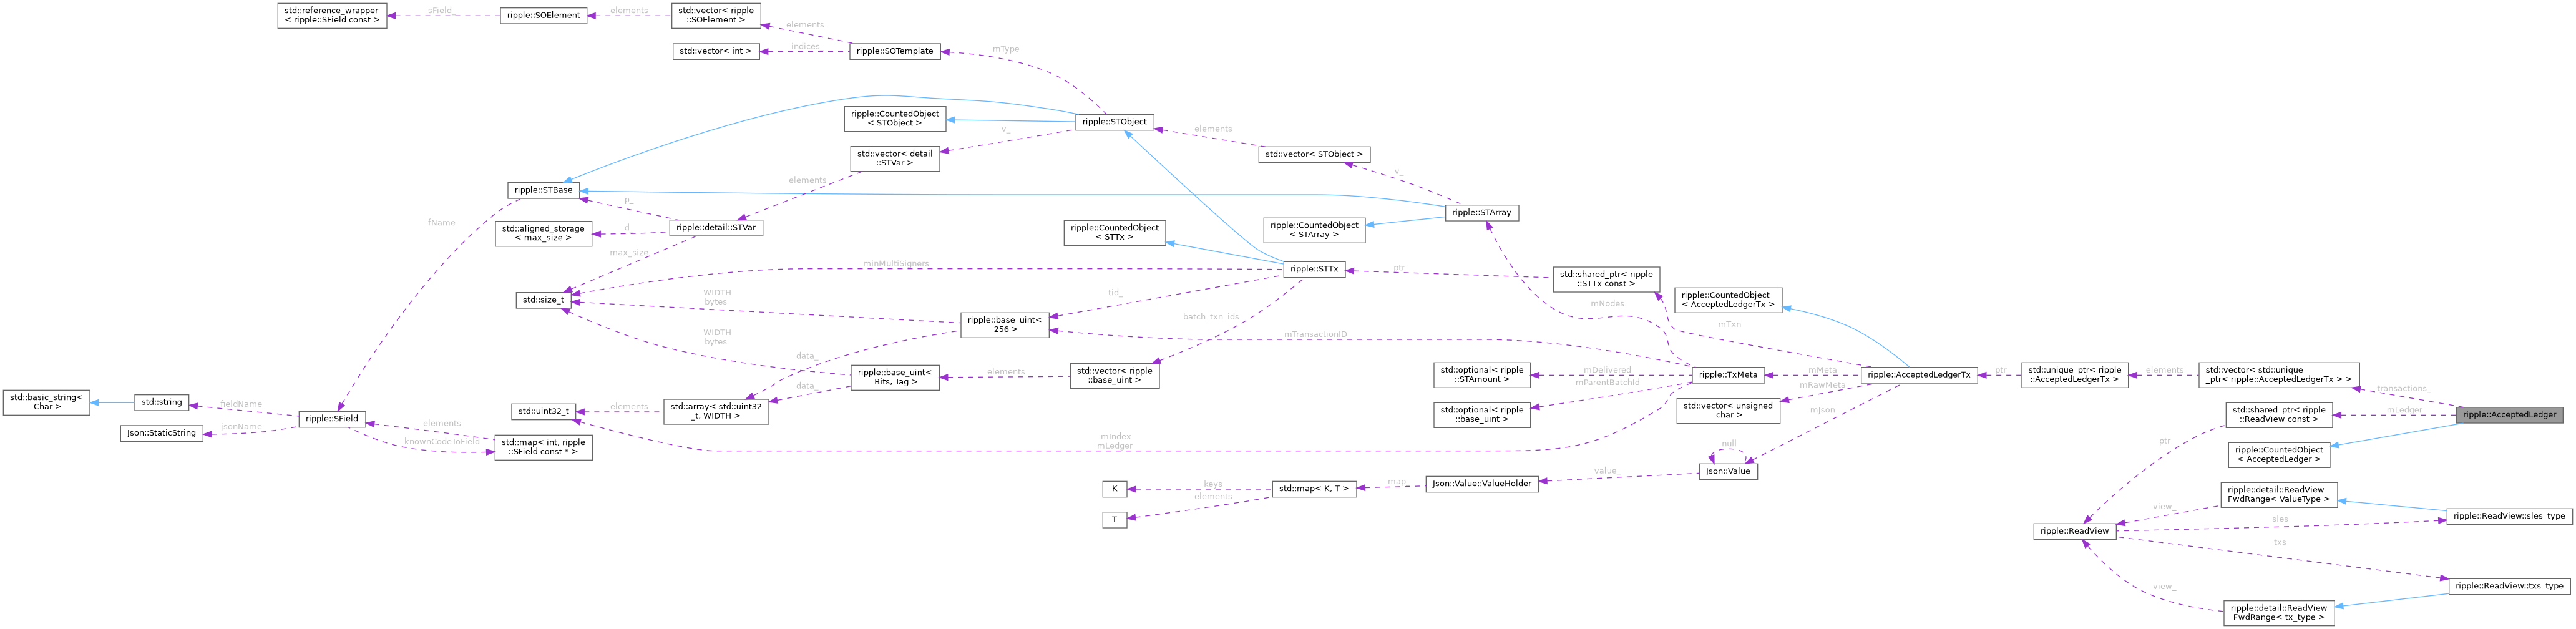 std::reference_wrapper
< ripple::SField const >
sField_
ripple::SOElement
elements
std::vector< ripple
::SOElement >
elements_
std::vector< int >
indices_
ripple::SOTemplate
mType
ripple::CountedObject
< STObject >
ripple::STObject
v_
std::vector< detail
::STVar >
elements
std::vector< STObject >
elements
ripple::STBase
p_
fName
std::aligned_storage
< max_size >
d_
ripple::detail::STVar
max_size
v_
ripple::STArray
ripple::CountedObject
< STArray >
ripple::CountedObject
< STTx >
minMultiSigners
ripple::STTx
ptr
std::shared_ptr< ripple
::STTx const >
std::size_t
WIDTH
bytes
tid_
ripple::base_uint<
256 >
batch_txn_ids_
mNodes
ripple::CountedObject
< AcceptedLedgerTx >
mTxn
mTransactionID
WIDTH
bytes
data_
data_
ripple::base_uint<
Bits, Tag >
elements
std::vector< ripple
::base_uint >
std::optional< ripple
::STAmount >
mDelivered
mParentBatchId
std::optional< ripple
::base_uint >
ripple::TxMeta
mMeta
mRawMeta
ripple::AcceptedLedgerTx
ptr
std::unique_ptr< ripple
::AcceptedLedgerTx >
elements
std::vector< std::unique
_ptr< ripple::AcceptedLedgerTx > >
transactions_
std::basic_string<
Char >
std::string
fieldName
Json::StaticString
jsonName
ripple::SField
elements
knownCodeToField
std::map< int, ripple
::SField const * >
std::uint32_t
elements
std::array< std::uint32
_t, WIDTH >
mIndex
mLedger
std::vector< unsigned
char >
mJson
std::shared_ptr< ripple
::ReadView const >
mLedger
ripple::AcceptedLedger
ripple::CountedObject
< AcceptedLedger >
ptr
null
Json::Value
value_
Json::Value::ValueHolder
map_
std::map< K, T >
keys
elements
K
T
ripple::detail::ReadView
FwdRange< ValueType >
view_
ripple::ReadView::sles_type
sles
ripple::ReadView
txs
ripple::ReadView::txs_type
view_
ripple::detail::ReadView
FwdRange< tx_type >